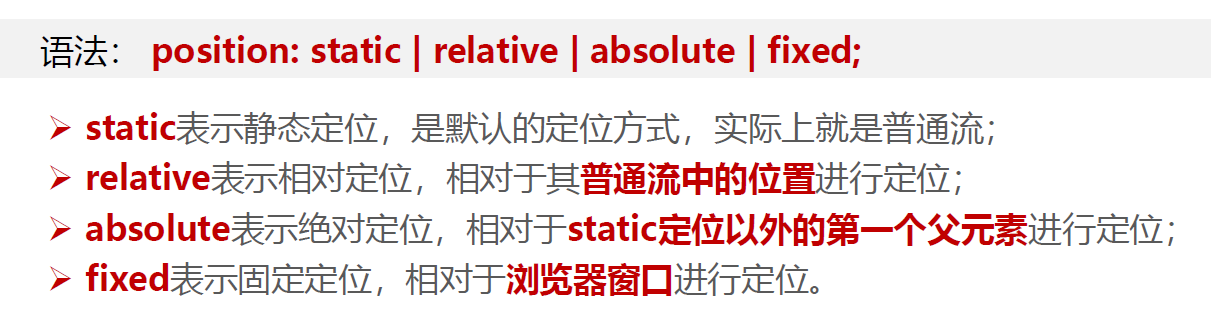 语法： position: static | relative | absolute | fixed;
➢ static表示静态定位，是默认的定位方式，实际上就是普通流；
➢ relative表示相对定位，相对于其普通流中的位置进行定位；
➢ absolute表示绝对定位，相对于static定位以外的第一个父元素进行定位；
➢ fixed表示固定定位，相对于浏览器窗口进行定位。